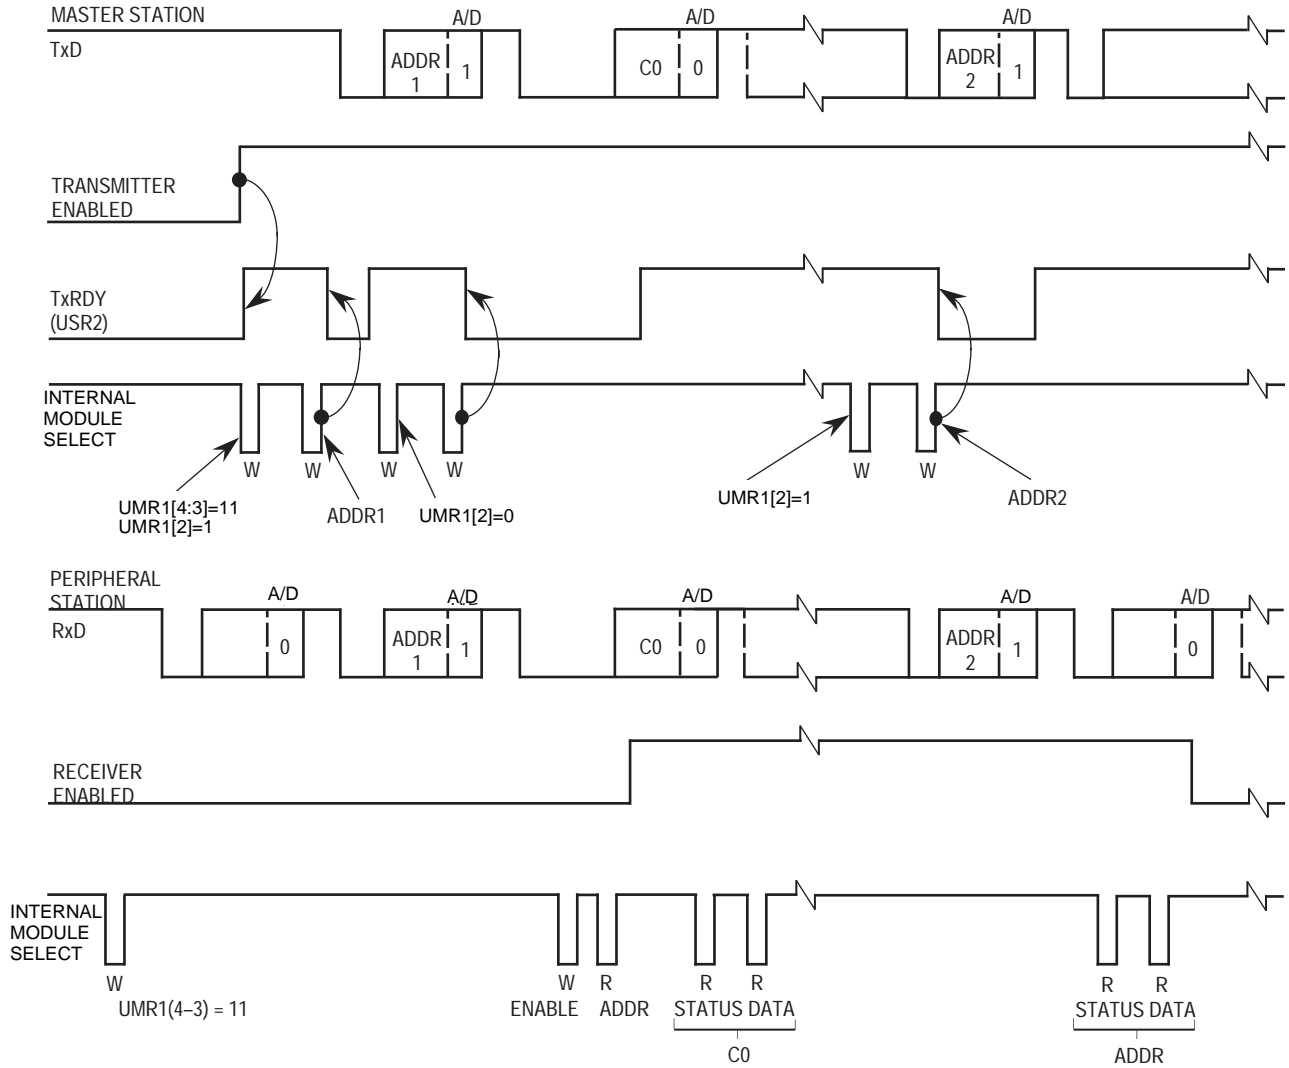 MASTER STATION
A/D A/D A/D
TxD
ADDR 1 1
C0 0
ADDR 2 1
TRANSMITTER
ENABLED
TxRDY
(USR2)
INTERNAL
MODULE
SELECT
W W W W W W
UMR1[4:3]=11
UMR1[2]=1
ADDR1
UMR1[2]=0
UMR1[2]=1
ADDR2
PERIPHERAL
STATION
A/D A/D A/D A/D A/D
RxD
0
ADDR 1 1
C0 0
ADDR 2 1
0
RECEIVER
ENABLED
INTERNAL
MODULE
SELECT
W W R R R R R
UMR1(4–3) = 11
ENABLE ADDR STATUS DATA STATUS DATA
C0 ADDR